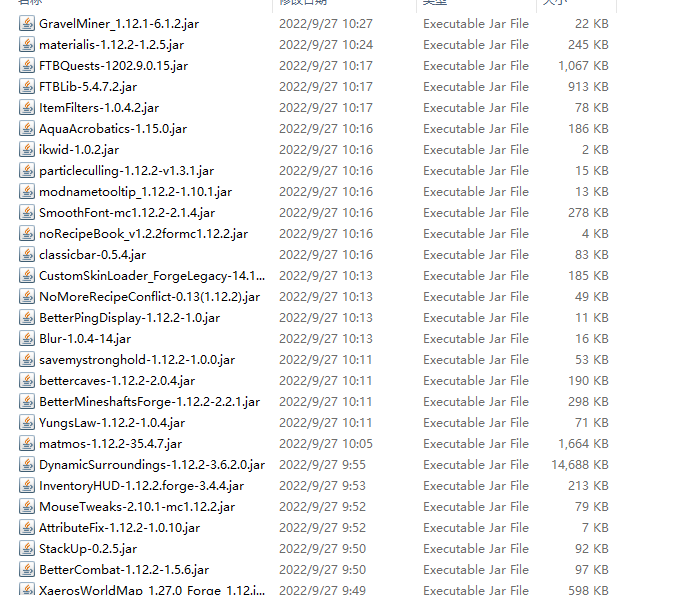 名称 修改日期 类型 大小
GravelMiner_1.12.1-6.1.2.jar 2022/9/27 10:27 Executable Jar File 22 KB
materialis-1.12.2-1.2.5.jar 2022/9/27 10:24 Executable Jar File 245 KB
FTBQuests-1202.9.0.15.jar 2022/9/27 10:17 Executable Jar File 1,067 KB
FTBLib-5.4.7.2.jar 2022/9/27 10:17 Executable Jar File 913 KB
ItemFilters-1.0.4.2.jar 2022/9/27 10:17 Executable Jar File 78 KB
AquaAcrobatics-1.15.0.jar 2022/9/27 10:16 Executable Jar File 186 KB
ikwid-1.0.2.jar 2022/9/27 10:16 Executable Jar File 2 KB
particleculling-1.12.2-v1.3.1.jar 2022/9/27 10:16 Executable Jar File 15 KB
modnametooltip_1.12.2-1.10.1.jar 2022/9/27 10:16 Executable Jar File 13 KB
SmoothFont-mc1.12.2-2.1.4.jar 2022/9/27 10:16 Executable Jar File 278 KB
noRecipeBook_v1.2.2formc1.12.2.jar 2022/9/27 10:16 Executable Jar File 4 KB
classicbar-0.5.4.jar 2022/9/27 10:16 Executable Jar File 83 KB
CustomSkinLoader_ForgeLegacy-14.1... 2022/9/27 10:13 Executable Jar File 185 KB
NoMoreRecipeConflict-0.13(1.12.2).jar 2022/9/27 10:13 Executable Jar File 49 KB
BetterPingDisplay-1.12.2-1.0.jar 2022/9/27 10:13 Executable Jar File 11 KB
Blur-1.0.4-14.jar 2022/9/27 10:13 Executable Jar File 16 KB
savemystronghold-1.12.2-1.0.0.jar 2022/9/27 10:11 Executable Jar File 53 KB
bettercaves-1.12.2-2.0.4.jar 2022/9/27 10:11 Executable Jar File 190 KB
BetterMineshaftsForge-1.12.2-2.2.1.jar 2022/9/27 10:11 Executable Jar File 298 KB
YungsLaw-1.12.2-1.0.4.jar 2022/9/27 10:11 Executable Jar File 71 KB
matmos-1.12.2-35.4.7.jar 2022/9/27 10:05 Executable Jar File 1,664 KB
DynamicSurroundings-1.12.2-3.6.2.0.jar 2022/9/27 9:55 Executable Jar File 14,688 KB
InventoryHUD-1.12.2.forge-3.4.4.jar 2022/9/27 9:53 Executable Jar File 213 KB
MouseTweaks-2.10.1-mc1.12.2.jar 2022/9/27 9:52 Executable Jar File 79 KB
AttributeFix-1.12.2-1.0.10.jar 2022/9/27 9:52 Executable Jar File 7 KB
StackUp-0.2.5.jar 2022/9/27 9:50 Executable Jar File 92 KB
BetterCombat-1.12.2-1.5.6.jar 2022/9/27 9:50 Executable Jar File 97 KB
XaerosWorldMap_1.27.0_Forge_1.12.j... 2022/9/27 9:49 Executable Jar File 598 KB